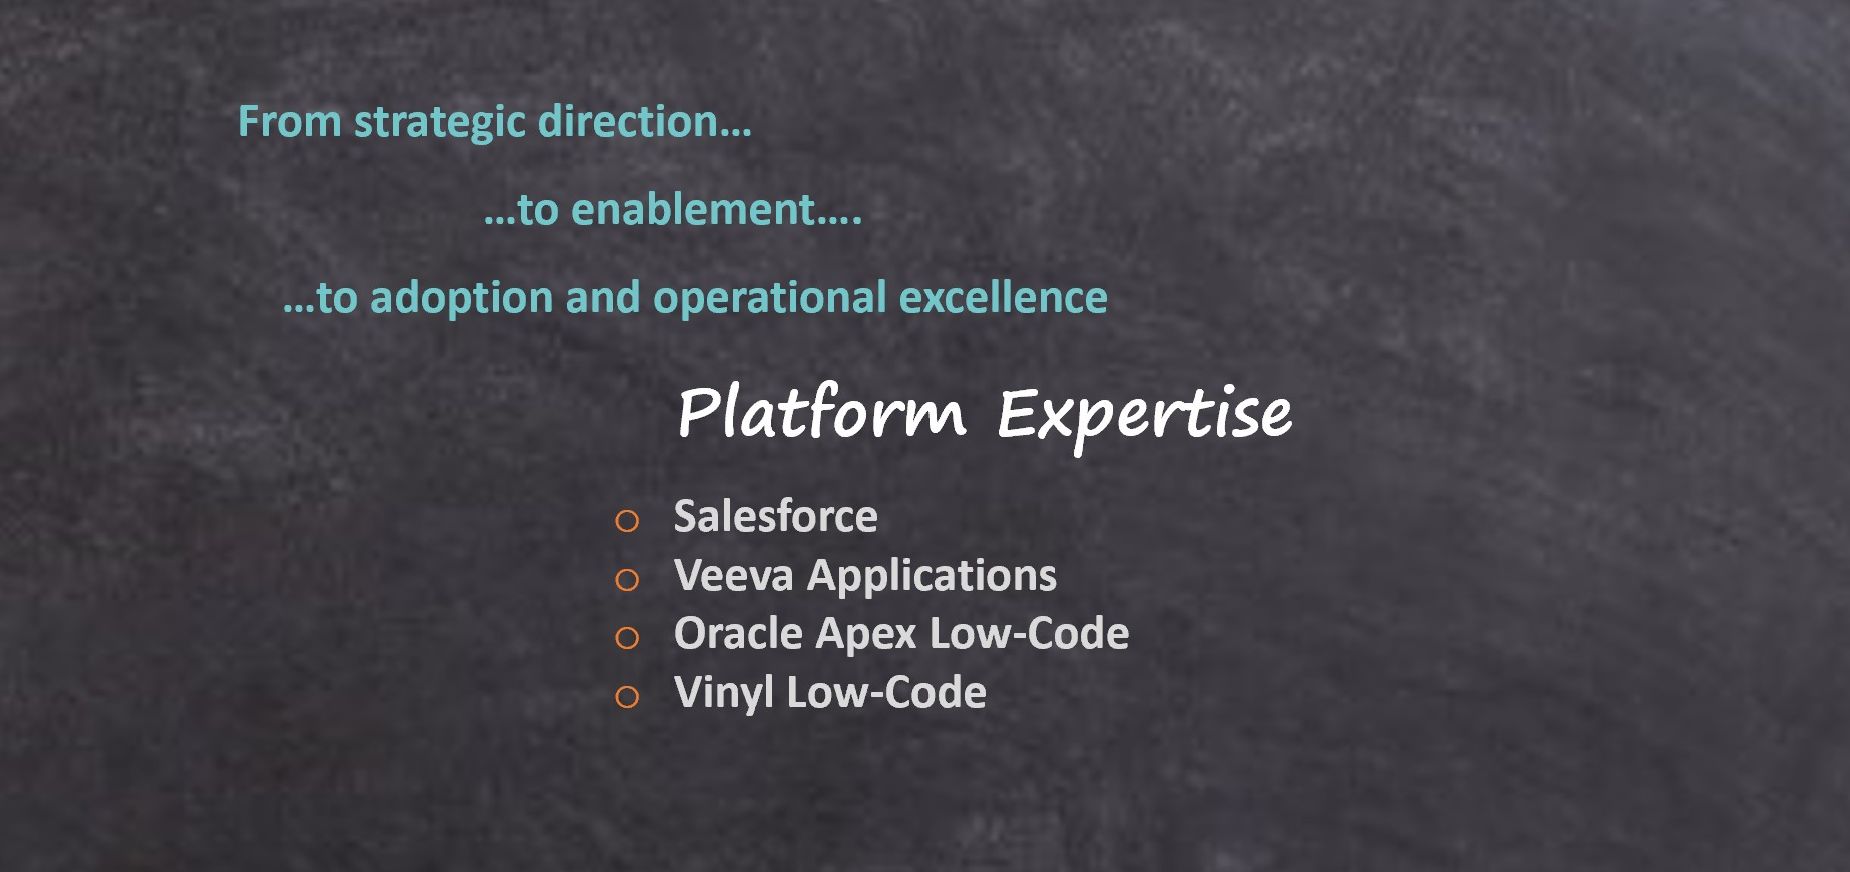 From strategic direction…
…to enablement….
…to adoption and operational excellence
Platform Expertise
o Salesforce
o Veeva Applications
o Oracle Apex Low-Code
o Vinyl Low-Code